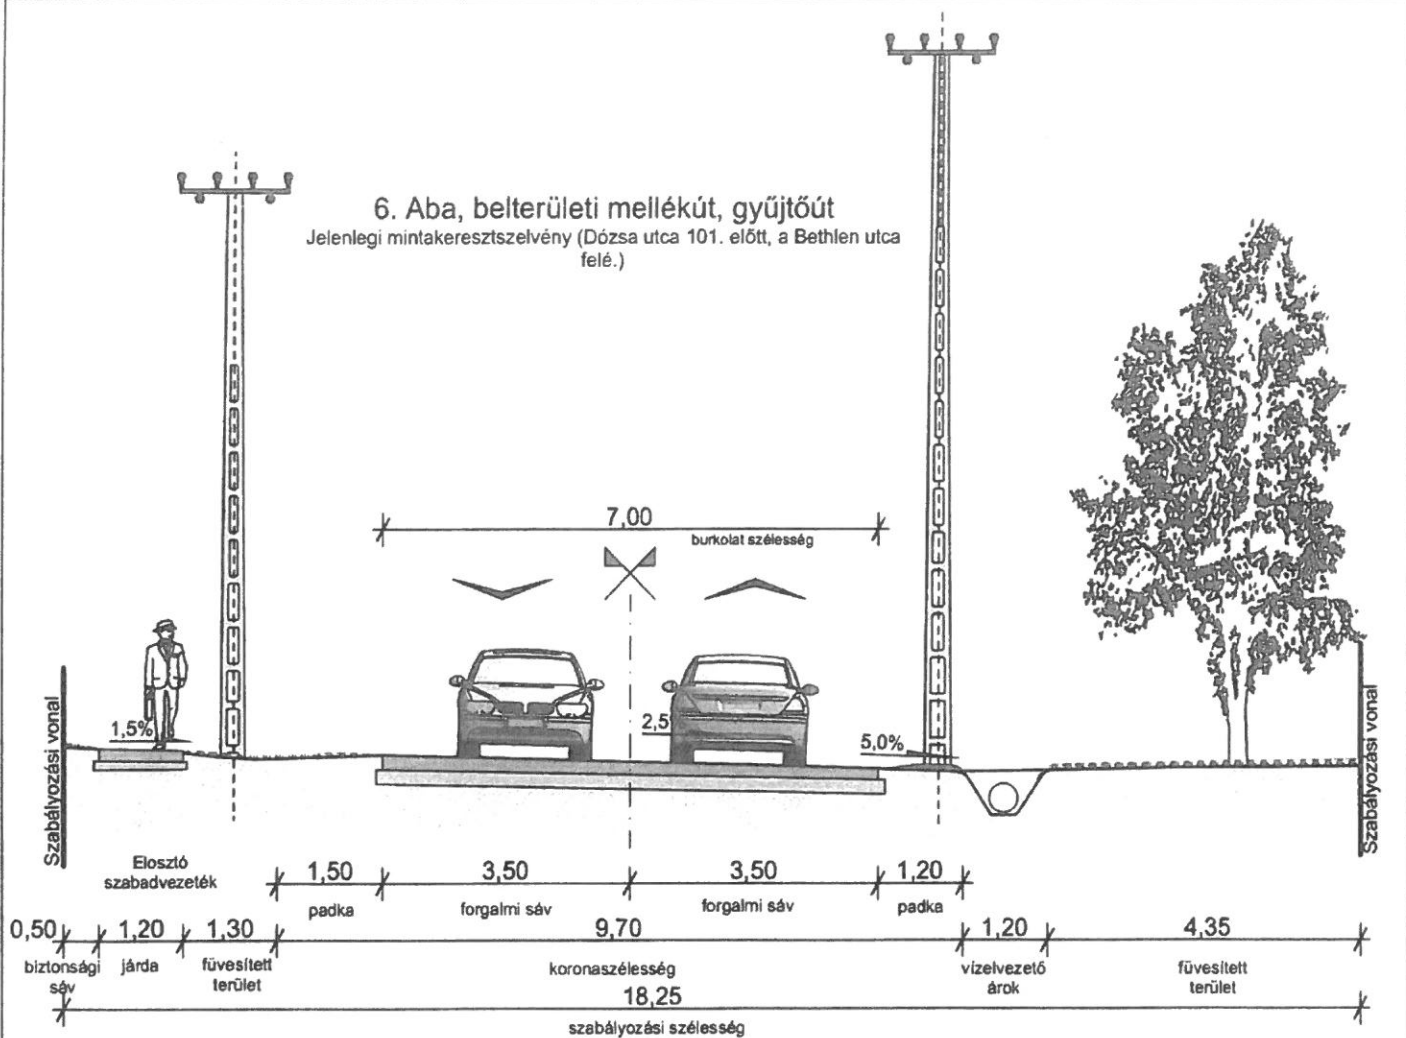 6. Aba, belterületi mellékút, gyűjtőút
Jelenlegi mintakeresztszelvény (Dózsa utca 101. előtt, a Bethlen utca
felé.)
7,00
burkolat szélesség
1,5%
2,5
5,0%
Szabályozási vonal
Szabályozási vonal
Elosztó
szabadvezeték
1,50
3,50
3,50
1,20
padka
forgalmi sáv
forgalmi sáv
padka
0,50
1,20
1,30
9,70
1,20
4,35
biztonsági
sáv
járda
füvesített
terület
koronaszélesség
vízelvezető
árok
füvesített
terület
18,25
szabályozási szélesség